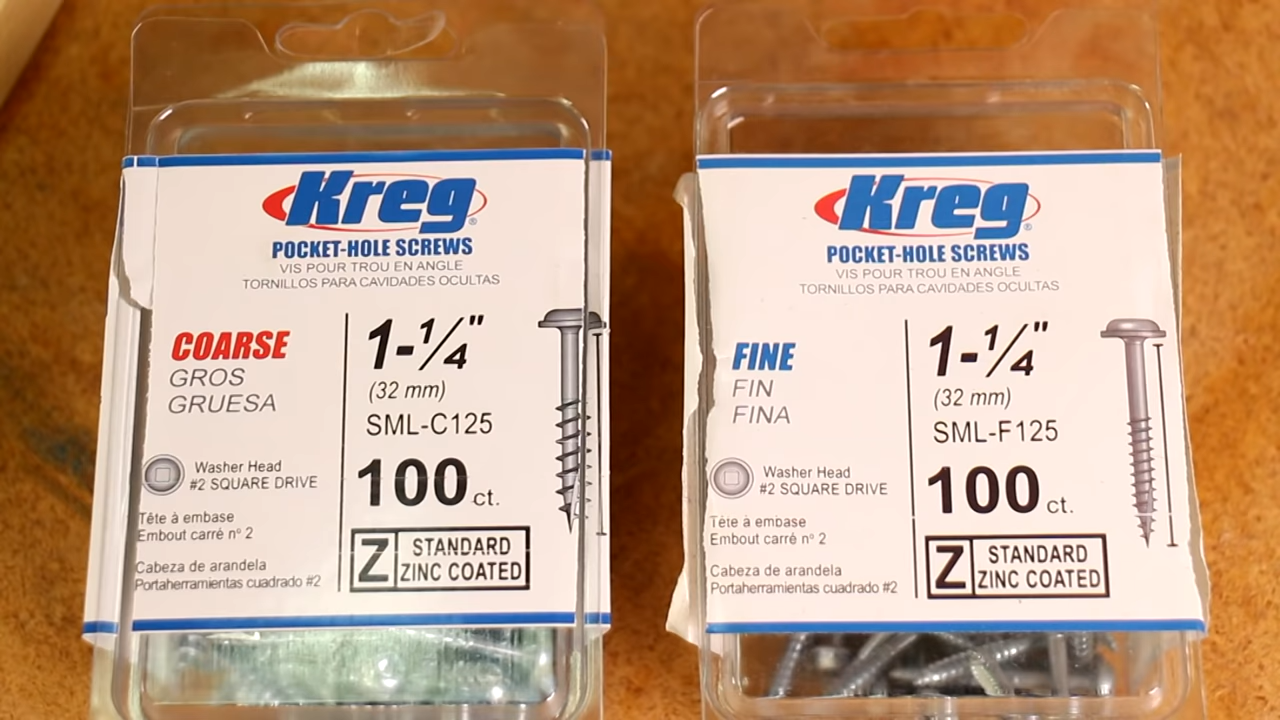 Kreg®
POCKET-HOLE SCREWS
VIS POUR TROU EN ANGLE
TORNILLOS PARA CAVIDADES OCULTAS
COARSE
GROS
GRUESA
Washer Head
#2 SQUARE DRIVE
Tête à embase
Embout carré nº 2
Cabeza de arandela
Portaherramientas cuadrado #2
1-1/4"
(32 mm)
SML-C125
100 ct.
Z STANDARD
ZINC COATED
Kreg®
POCKET-HOLE SCREWS
VIS POUR TROU EN ANGLE
TORNILLOS PARA CAVIDADES OCULTAS
FINE
FIN
FINA
Washer Head
#2 SQUARE DRIVE
Tête à embase
Embout carré nº 2
Cabeza de arandela
Portaherramientas cuadrado #2
1-1/4"
(32 mm)
SML-F125
100 ct.
Z STANDARD
ZINC COATED